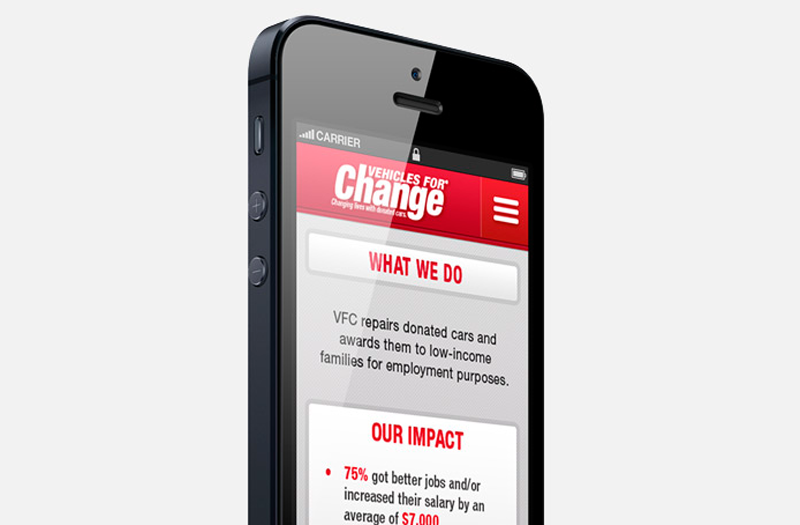 CARRIER
VEHICLES FOR
Change
Changing lives with donated cars.
WHAT WE DO
VFC repairs donated cars and
awards them to low-income
families for employment purposes.
OUR IMPACT
• 75% got better jobs and/or
increased their salary by an
average of $7,000